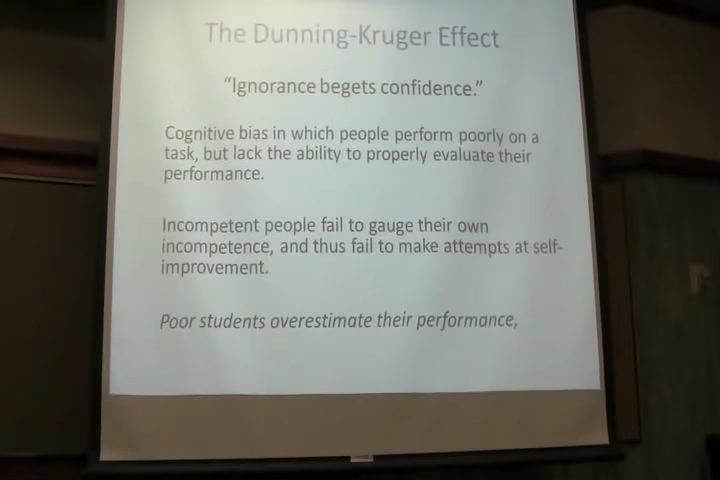 The Dunning-Kruger Effect
“Ignorance begets confidence.”
Cognitive bias in which people perform poorly on a
task, but lack the ability to properly evaluate their
performance.
Incompetent people fail to gauge their own
incompetence, and thus fail to make attempts at self-
improvement.
Poor students overestimate their performance,